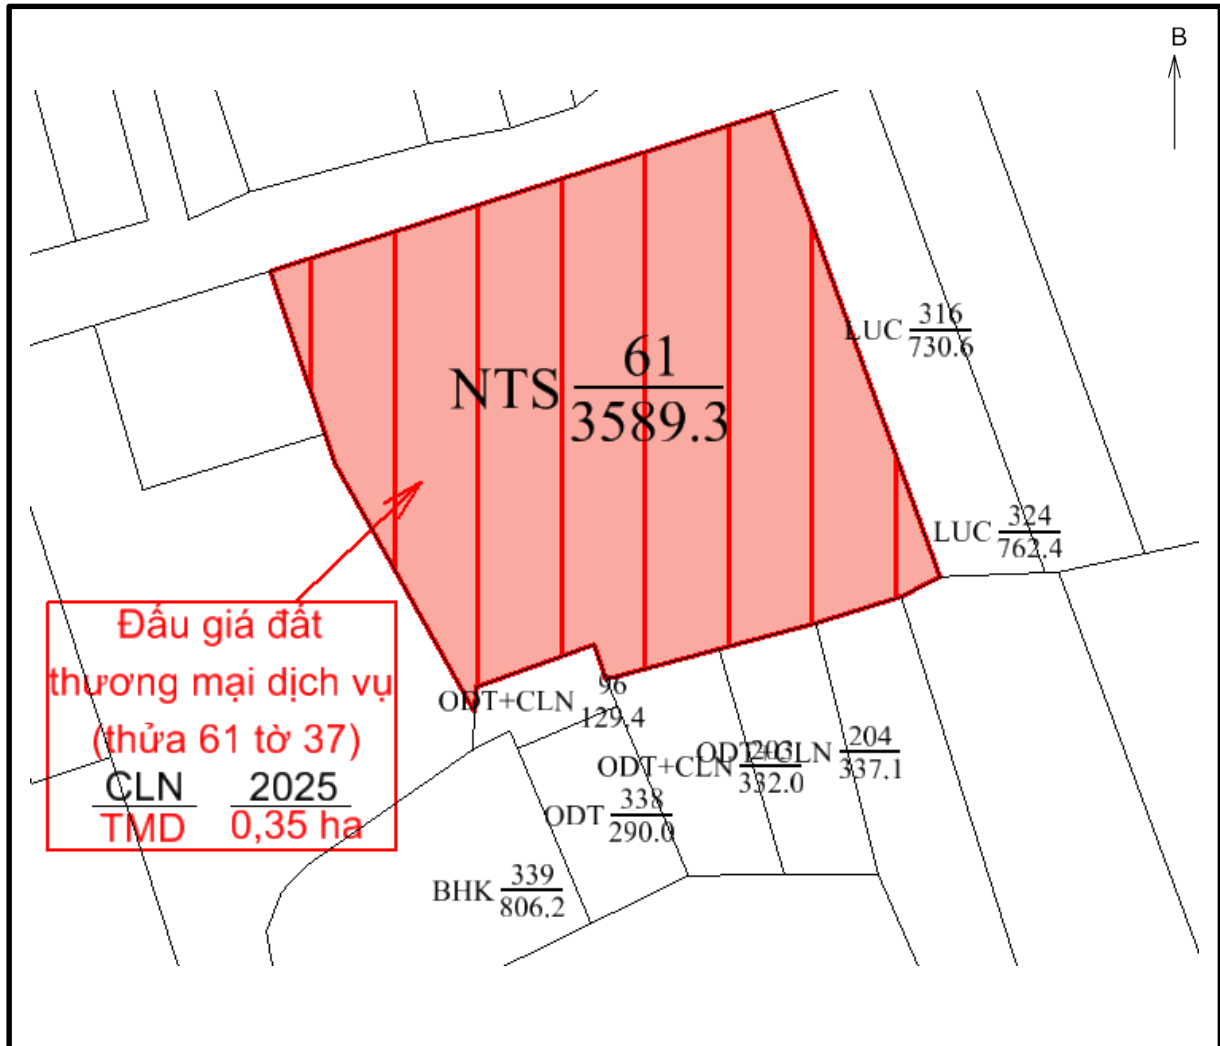 B
61
NTS
3589.3
316
LUC
730.6
324
LUC
762.4
Đấu giá đất
thương mại dịch vụ
(thửa 61 tờ 37)
CLN 2025
TMD 0,35 ha
96
ODT+CLN
129.4
203
ODT+CLN
332.0
204
ODT+CLN
337.1
338
ODT
290.0
339
BHK
806.2